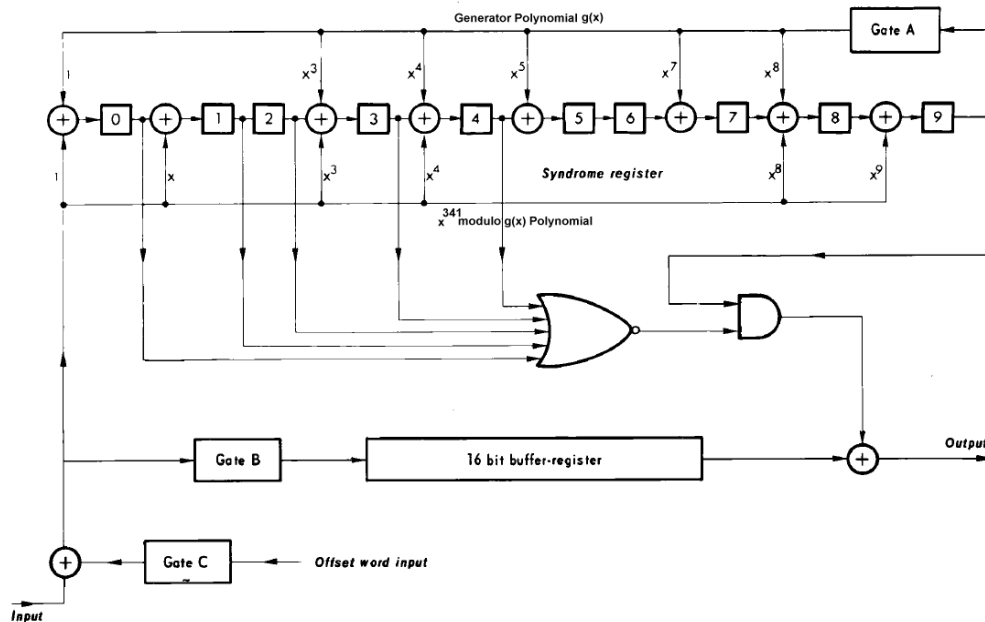 Generator Polynomial g(x)
Gate A
1
x³
x⁴
x⁵
x⁷
x⁸
0
1
2
3
4
5
6
7
8
9
1
x
x³
x⁴
Syndrome register
x⁸
x⁹
x³⁴¹ modulo g(x) Polynomial
Gate B
16 bit buffer-register
Output
Gate C
Offset word input
Input